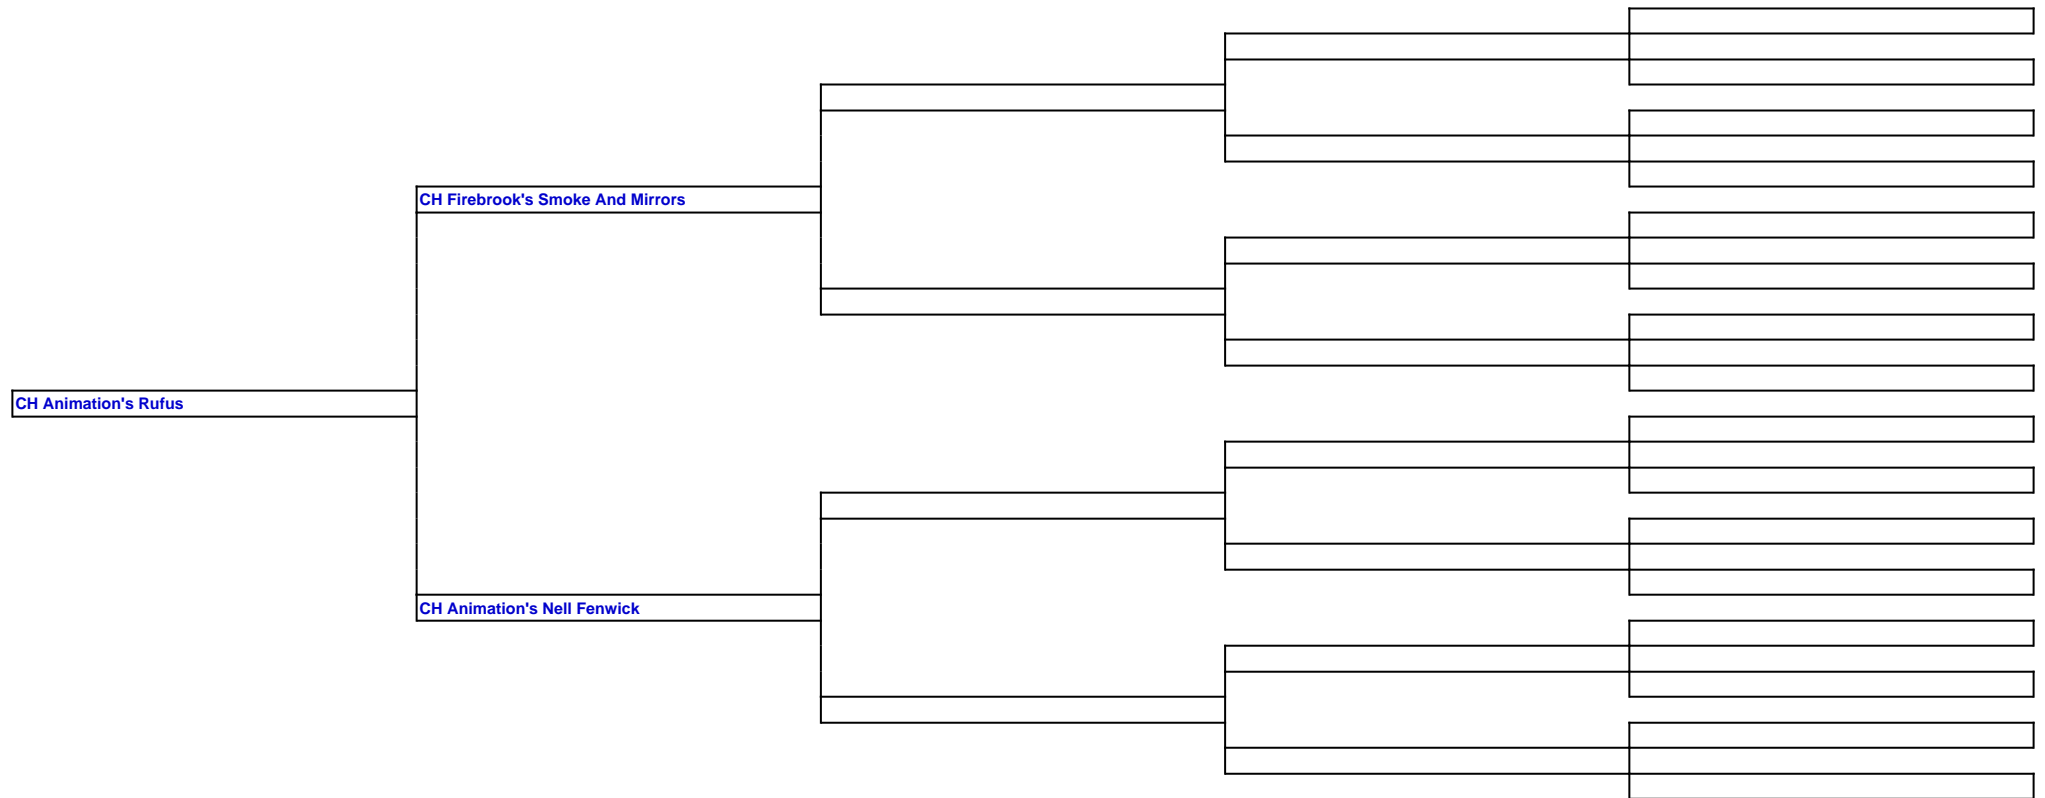 CH Firebrook's Smoke And Mirrors
CH Animation's Rufus
CH Animation's Nell Fenwick